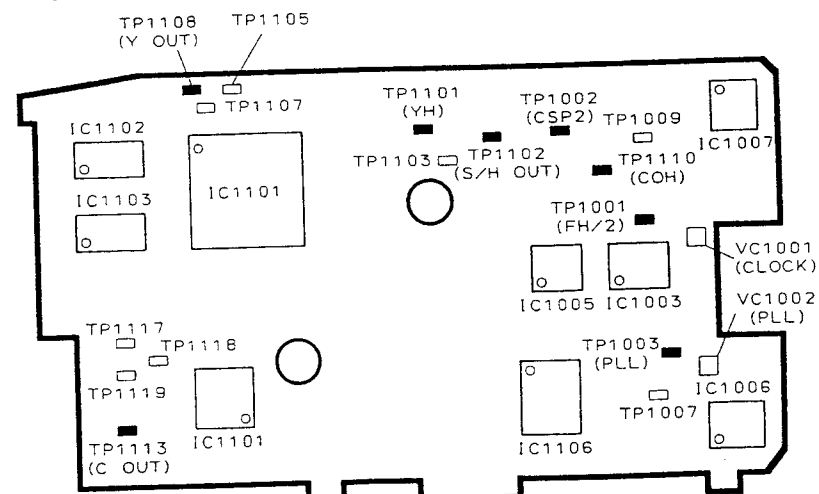 TP1108
(Y OUT)
TP1105
TP1107
TP1101
(YH)
TP1002
(CSP2)
TP1009
IC1007
IC1102
TP1103
TP1102
(S/H OUT)
TP1110
(COH)
IC1101
IC1103
TP1001
(FH/2)
VC1001
(CLOCK)
IC1005
IC1003
VC1002
(PLL)
TP1117
TP1118
TP1003
(PLL)
TP1119
IC1006
TP1007
IC1101
TP1113
(C OUT)
IC1106